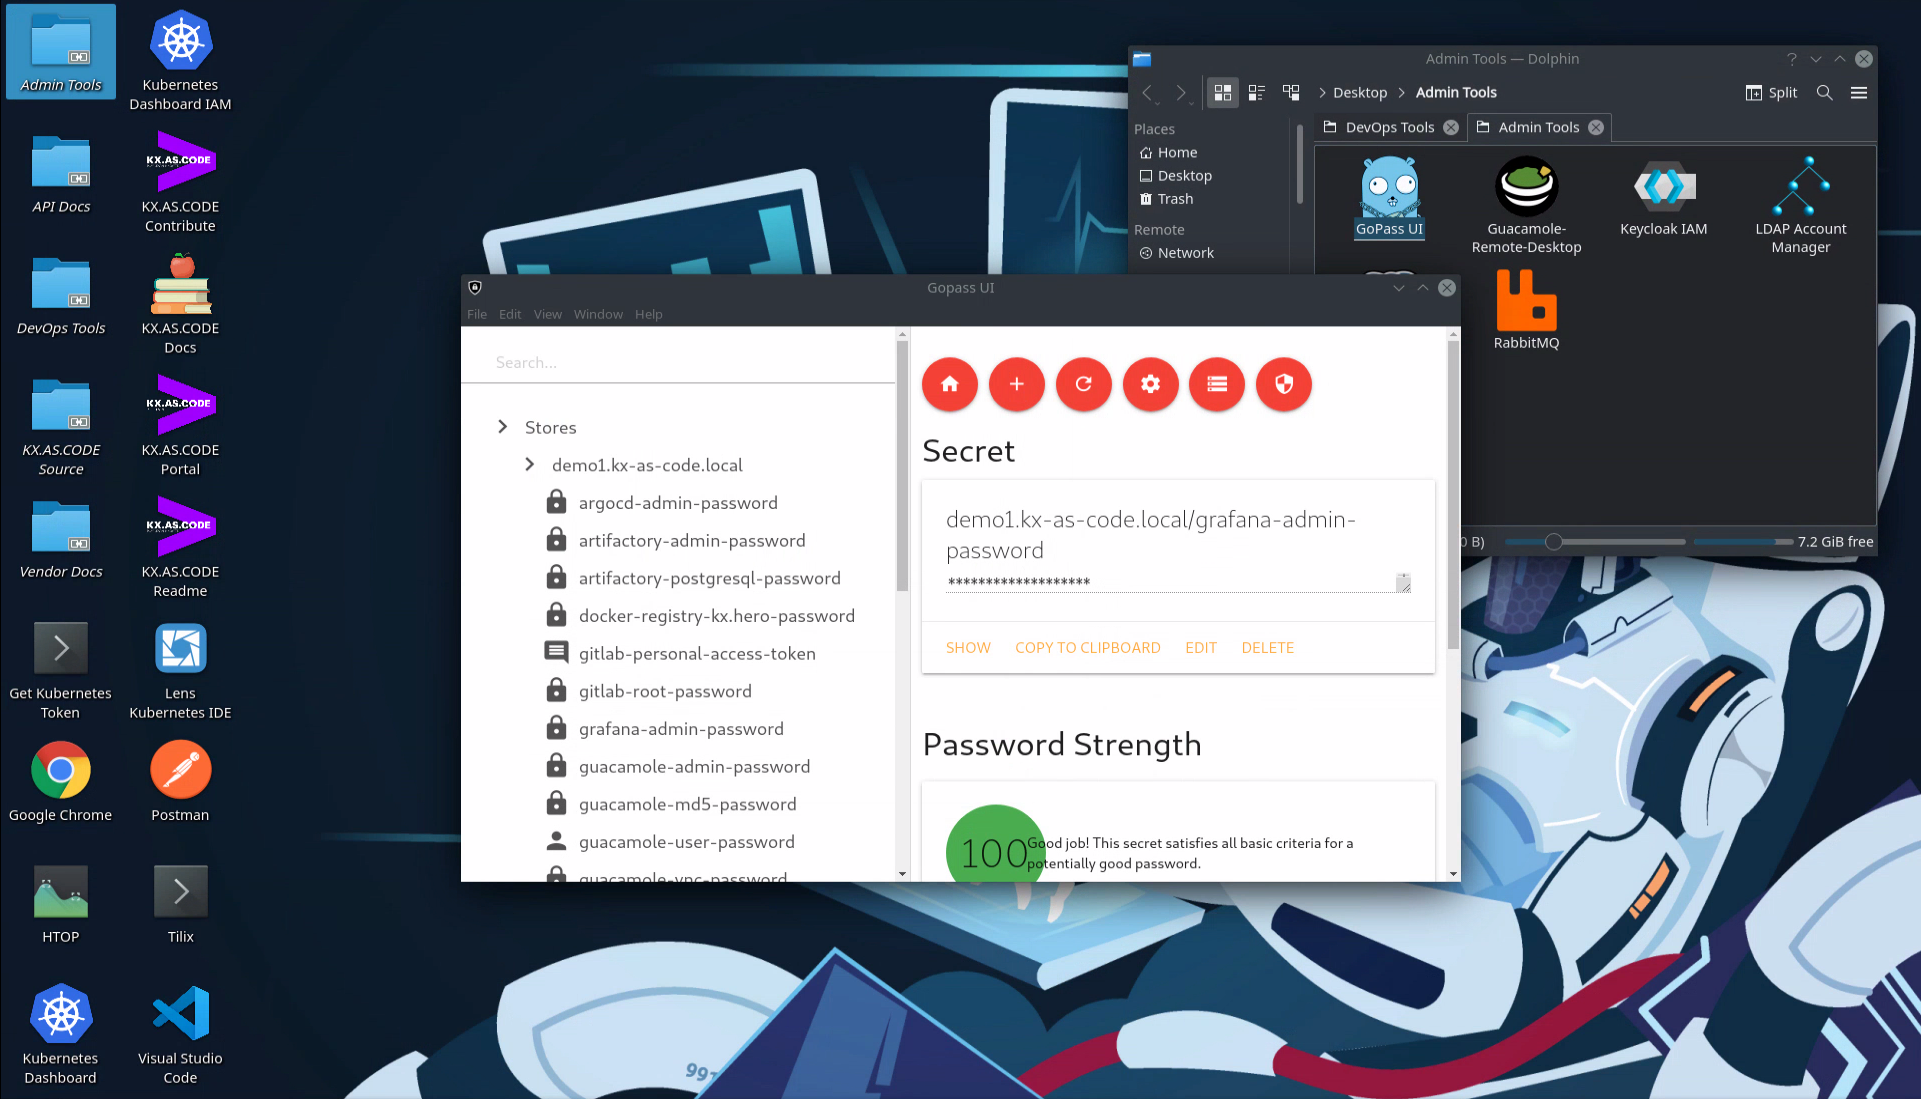 Admin Tools
Kubernetes
Dashboard IAM
API Docs
KX.AS.CODE
KX.AS.CODE
Contribute
DevOps Tools
KX.AS.CODE
Docs
KX.AS.CODE
Source
KX.AS.CODE
KX.AS.CODE
Portal
Vendor Docs
KX.AS.CODE
KX.AS.CODE
Readme
Get Kubernetes
Token
Lens
Kubernetes IDE
Google Chrome
Postman
HTOP
Tilix
Kubernetes
Dashboard
Visual Studio
Code
Admin Tools — Dolphin
Desktop
Admin Tools
Split
Places
Home
Desktop
Trash
Remote
Network
DevOps Tools
Admin Tools
GoPass UI
Guacamole-
Remote-Desktop
Keycloak IAM
LDAP Account
Manager
RabbitMQ
0 B)
7.2 GiB free
Gopass UI
File Edit View Window Help
Search...
Stores
demo1.kx-as-code.local
argocd-admin-password
artifactory-admin-password
artifactory-postgresql-password
docker-registry-kx.hero-password
gitlab-personal-access-token
gitlab-root-password
grafana-admin-password
guacamole-admin-password
guacamole-md5-password
guacamole-user-password
guacamole-vnc-password
Secret
demo1.kx-as-code.local/grafana-admin-
password
*******************
SHOW COPY TO CLIPBOARD EDIT DELETE
Password Strength
100
Good job! This secret satisfies all basic criteria for a
potentially good password.